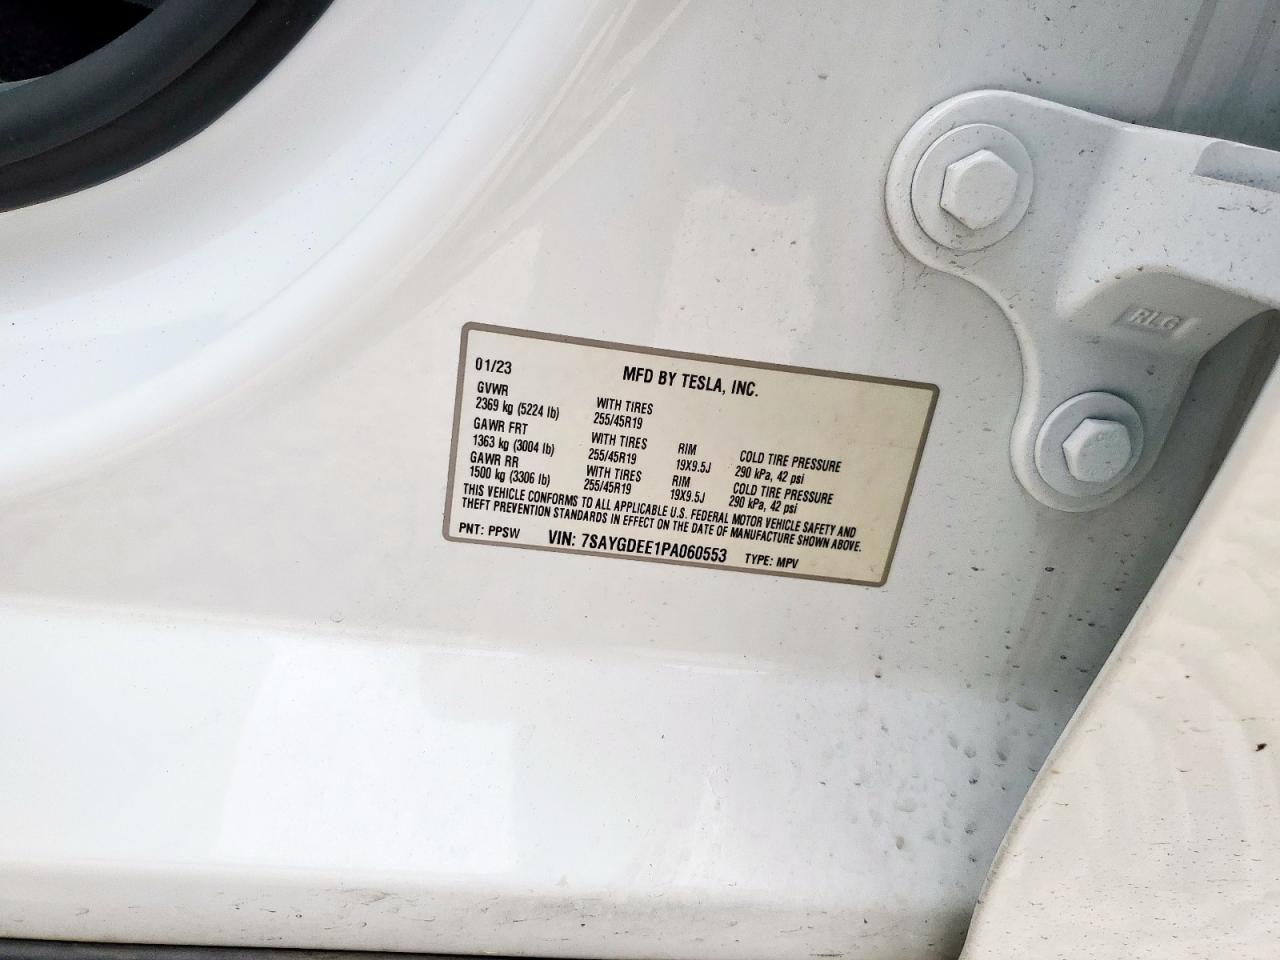 01/23 MFD BY TESLA, INC.
GVWR
2369 kg (5224 lb) WITH TIRES 255/45R19
GAWR FRT
1363 kg (3004 lb) WITH TIRES 255/45R19 RIM 19X9.5J COLD TIRE PRESSURE 290 kPa, 42 psi
GAWR RR
1500 kg (3306 lb) WITH TIRES 255/45R19 RIM 19X9.5J COLD TIRE PRESSURE 290 kPa, 42 psi
THIS VEHICLE CONFORMS TO ALL APPLICABLE U.S. FEDERAL MOTOR VEHICLE SAFETY AND
THEFT PREVENTION STANDARDS IN EFFECT ON THE DATE OF MANUFACTURE SHOWN ABOVE.
PNT: PPSW VIN: 7SAYGDEE1PA060553 TYPE: MPV
RLG